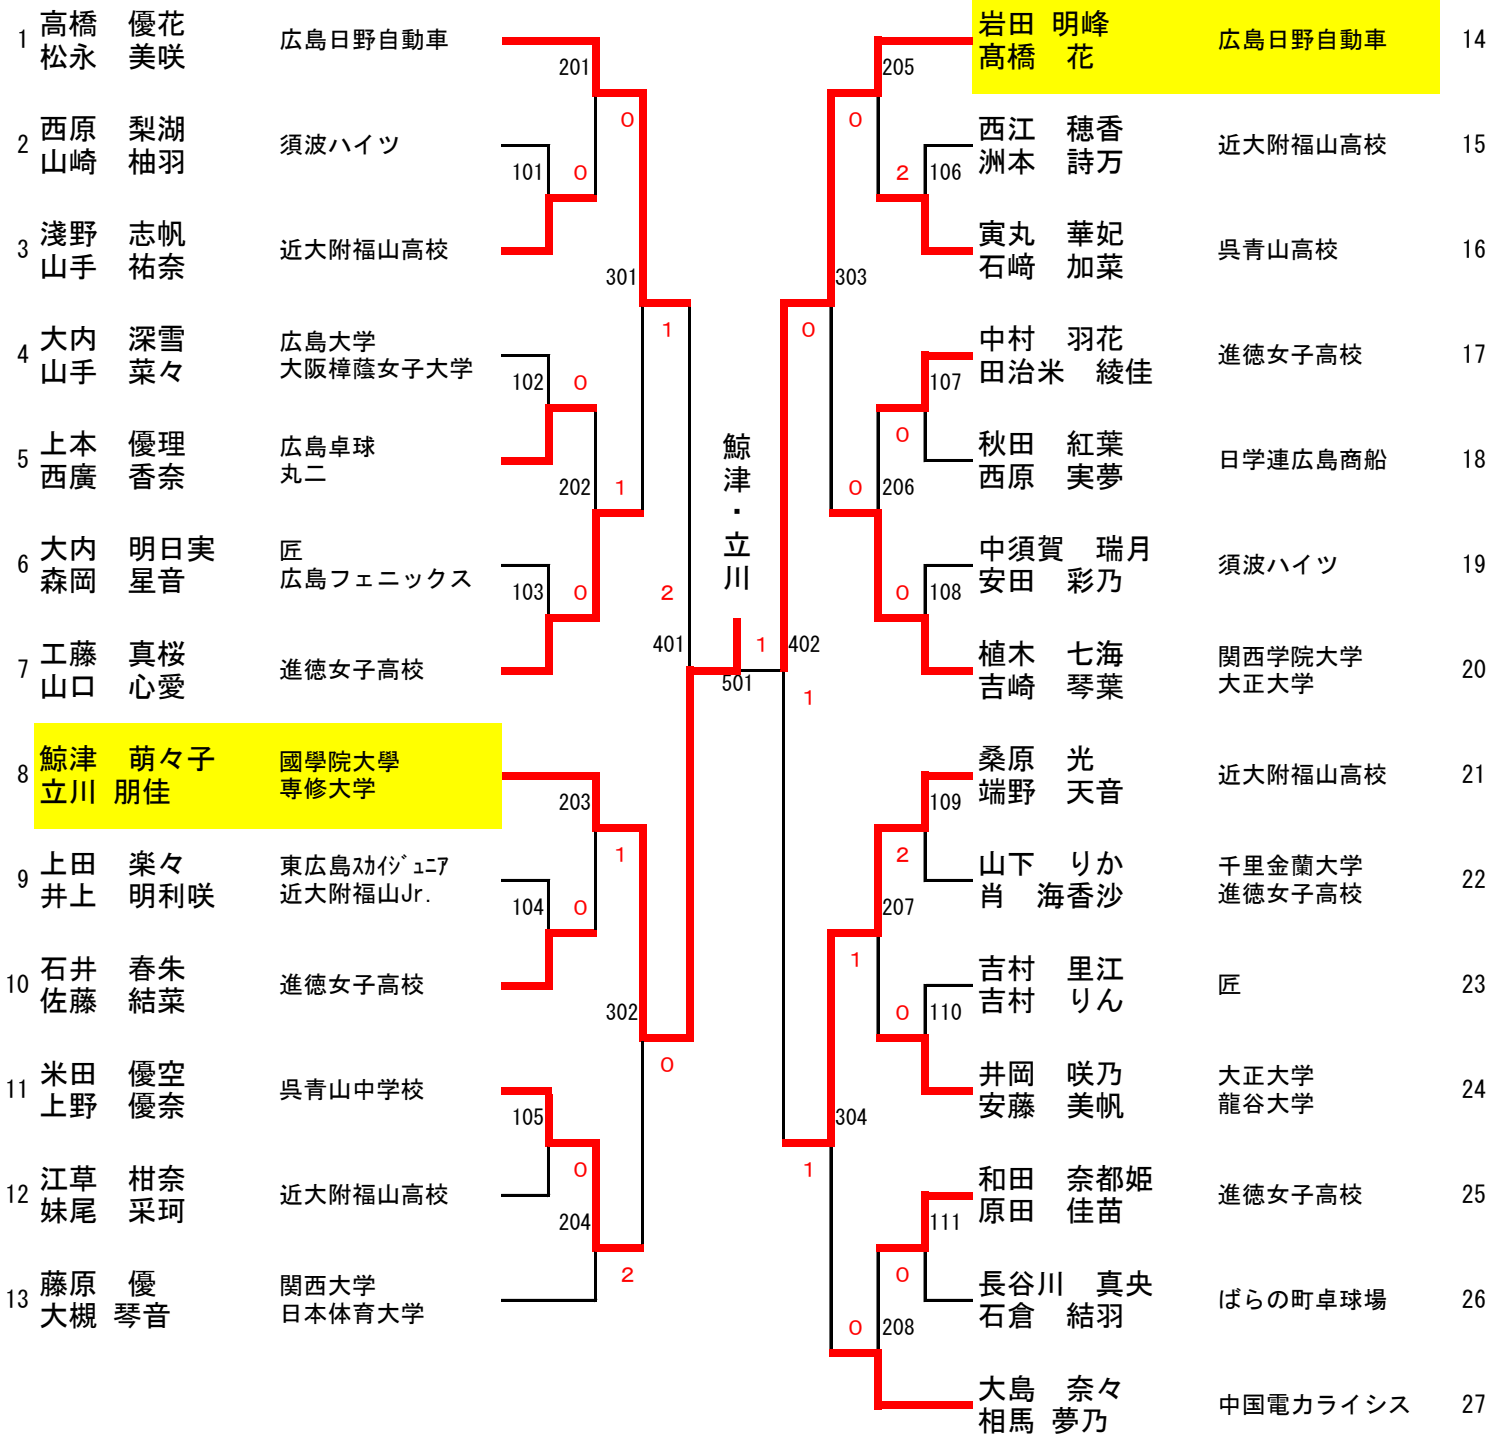 1 高橋　優花 松永　美咲 広島日野自動車
2 西原　梨湖 山崎　柚羽 須波ハイツ
3 淺野　志帆 山手　祐奈 近大附福山高校
4 大内　深雪 山手　菜々 広島大学 大阪樟蔭女子大学
5 上本　優理 西廣　香奈 広島卓球 丸二
6 大内　明日実 森岡　星音 匠 広島フェニックス
7 工藤　真桜 山口　心愛 進徳女子高校
8 鯨津　萌々子 立川 朋佳 國學院大學 専修大学
9 上田　楽々 井上　明利咲 東広島ｽｶｲｼﾞｭﾆｱ 近大附福山Jr.
10 石井　春朱 佐藤　結菜 進徳女子高校
11 米田　優空 上野　優奈 呉青山中学校
12 江草　柑奈 妹尾　采珂 近大附福山高校
13 藤原　優 大槻 琴音 関西大学 日本体育大学
201
0
101
0
301
1
102
0
202
1
103
0
2
401
203
1
104
0
302
0
105
0
204
2
鯨津・立川
1
501
205
0
2
106
303
0
107
0
0
206
0
108
402
1
109
2
207
1
0
110
304
1
111
0
0
208
岩田 明峰 髙橋　花 広島日野自動車 14
西江　穂香 洲本　詩万 近大附福山高校 15
寅丸　華妃 石﨑　加菜 呉青山高校 16
中村　羽花 田治米　綾佳 進徳女子高校 17
秋田　紅葉 西原　実夢 日学連広島商船 18
中須賀　瑞月 安田　彩乃 須波ハイツ 19
植木　七海 吉崎　琴葉 関西学院大学 大正大学 20
桑原　光 端野　天音 近大附福山高校 21
山下　りか 肖　海香沙 千里金蘭大学 進徳女子高校 22
吉村　里江 吉村　りん 匠 23
井岡　咲乃 安藤　美帆 大正大学 龍谷大学 24
和田　奈都姫 原田　佳苗 進徳女子高校 25
長谷川　真央 石倉　結羽 ばらの町卓球場 26
大島　奈々 相馬 夢乃 中国電力ライシス 27